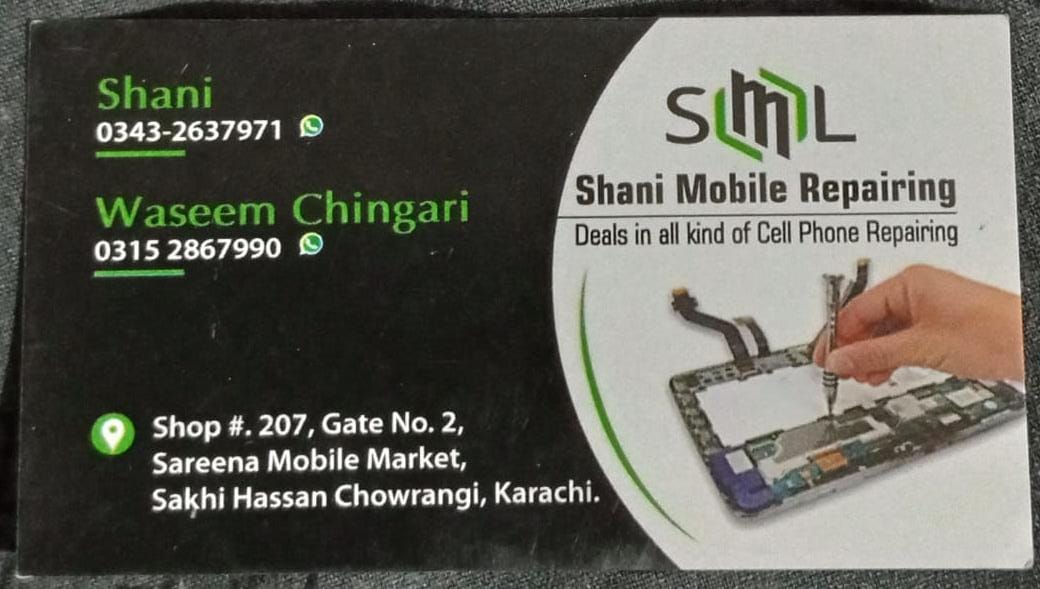 Shani
0343-2637971
Waseem Chingari
0315 2867990
Shop #. 207, Gate No. 2,
Sareena Mobile Market,
Sakhi Hassan Chowrangi, Karachi.
SML
Shani Mobile Repairing
Deals in all kind of Cell Phone Repairing